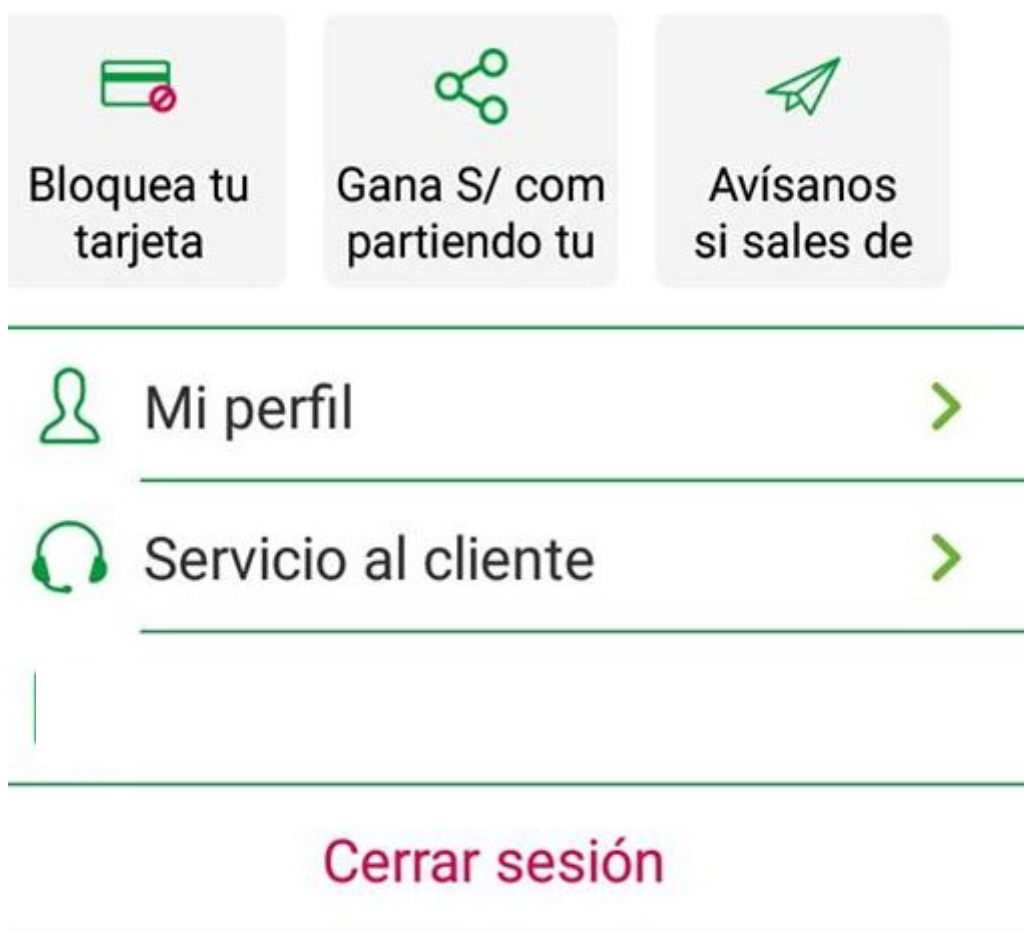 Bloquea tu
tarjeta
Gana S/ com
partiendo tu
Avísanos
si sales de
Mi perfil
Servicio al cliente
Cerrar sesión